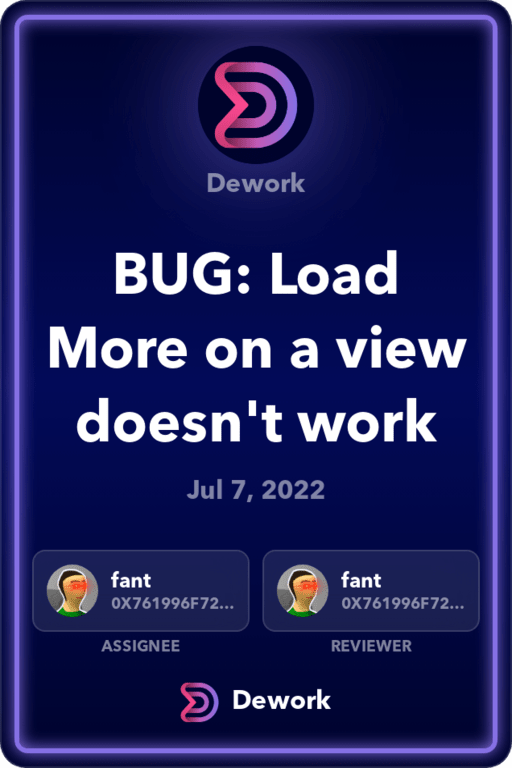 Dework
BUG: Load
More on a view
doesn't work
Jul 7, 2022
fant
0X761996F72...
ASSIGNEE
fant
0X761996F72...
REVIEWER
Dework